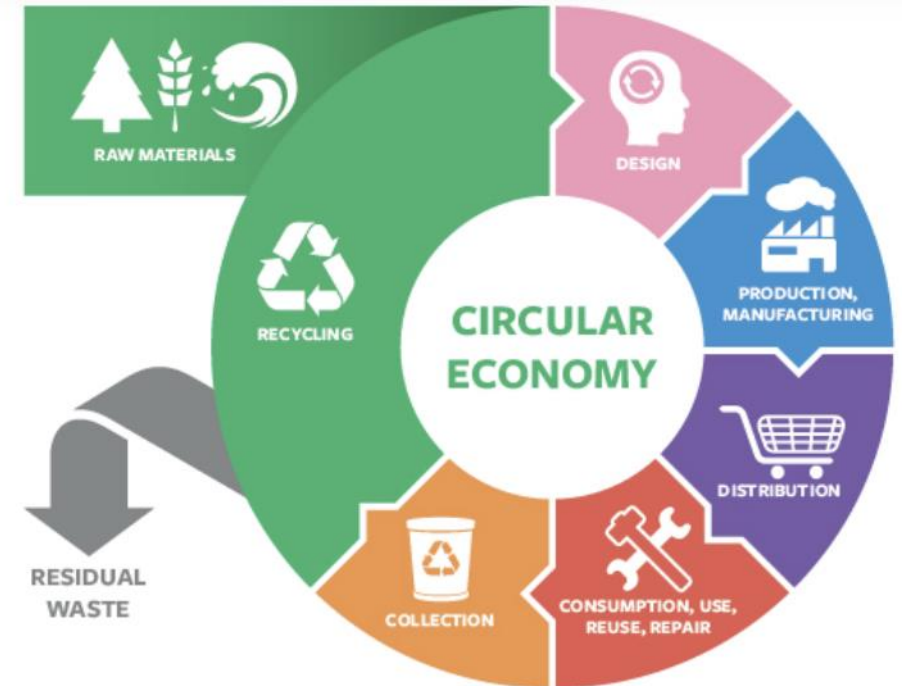 RAW MATERIALS
DESIGN
PRODUCTION,
MANUFACTURING
DISTRIBUTION
CONSUMPTION, USE,
REUSE, REPAIR
COLLECTION
RECYCLING
CIRCULAR
ECONOMY
RESIDUAL
WASTE